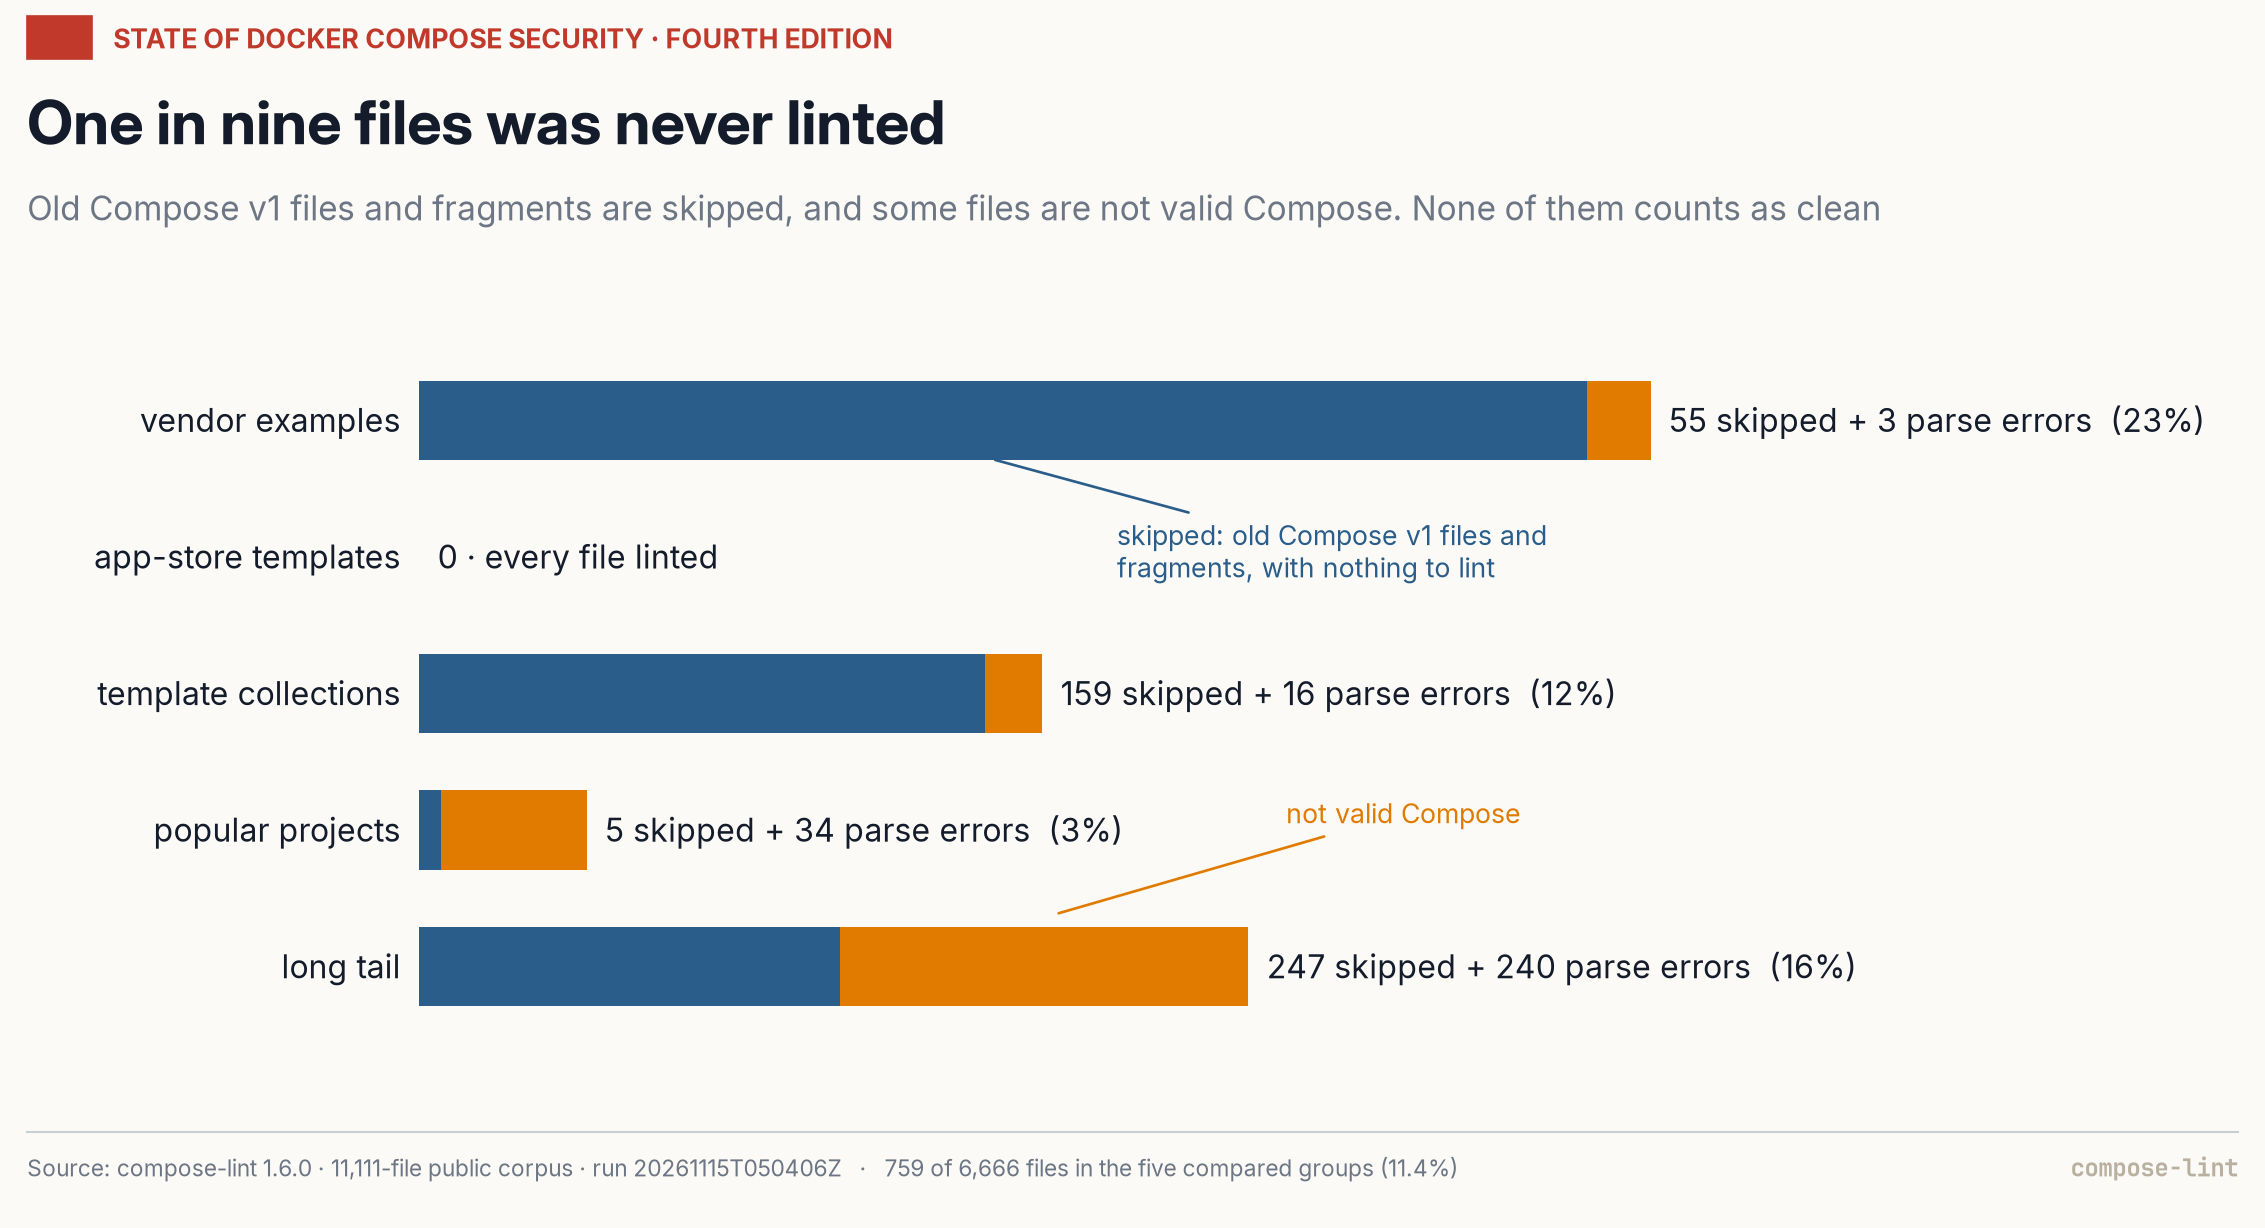 STATE OF DOCKER COMPOSE SECURITY · FOURTH EDITION
One in nine files was never linted
Old Compose v1 files and fragments are skipped, and some files are not valid Compose. None of them counts as clean
vendor examples
55 skipped + 3 parse errors (23%)
skipped: old Compose v1 files and
fragments, with nothing to lint
app-store templates
0 · every file linted
template collections
159 skipped + 16 parse errors (12%)
popular projects
5 skipped + 34 parse errors (3%)
not valid Compose
long tail
247 skipped + 240 parse errors (16%)
Source: compose-lint 1.6.0 · 11,111-file public corpus · run 20261115T050406Z · 759 of 6,666 files in the five compared groups (11.4%)
compose-lint